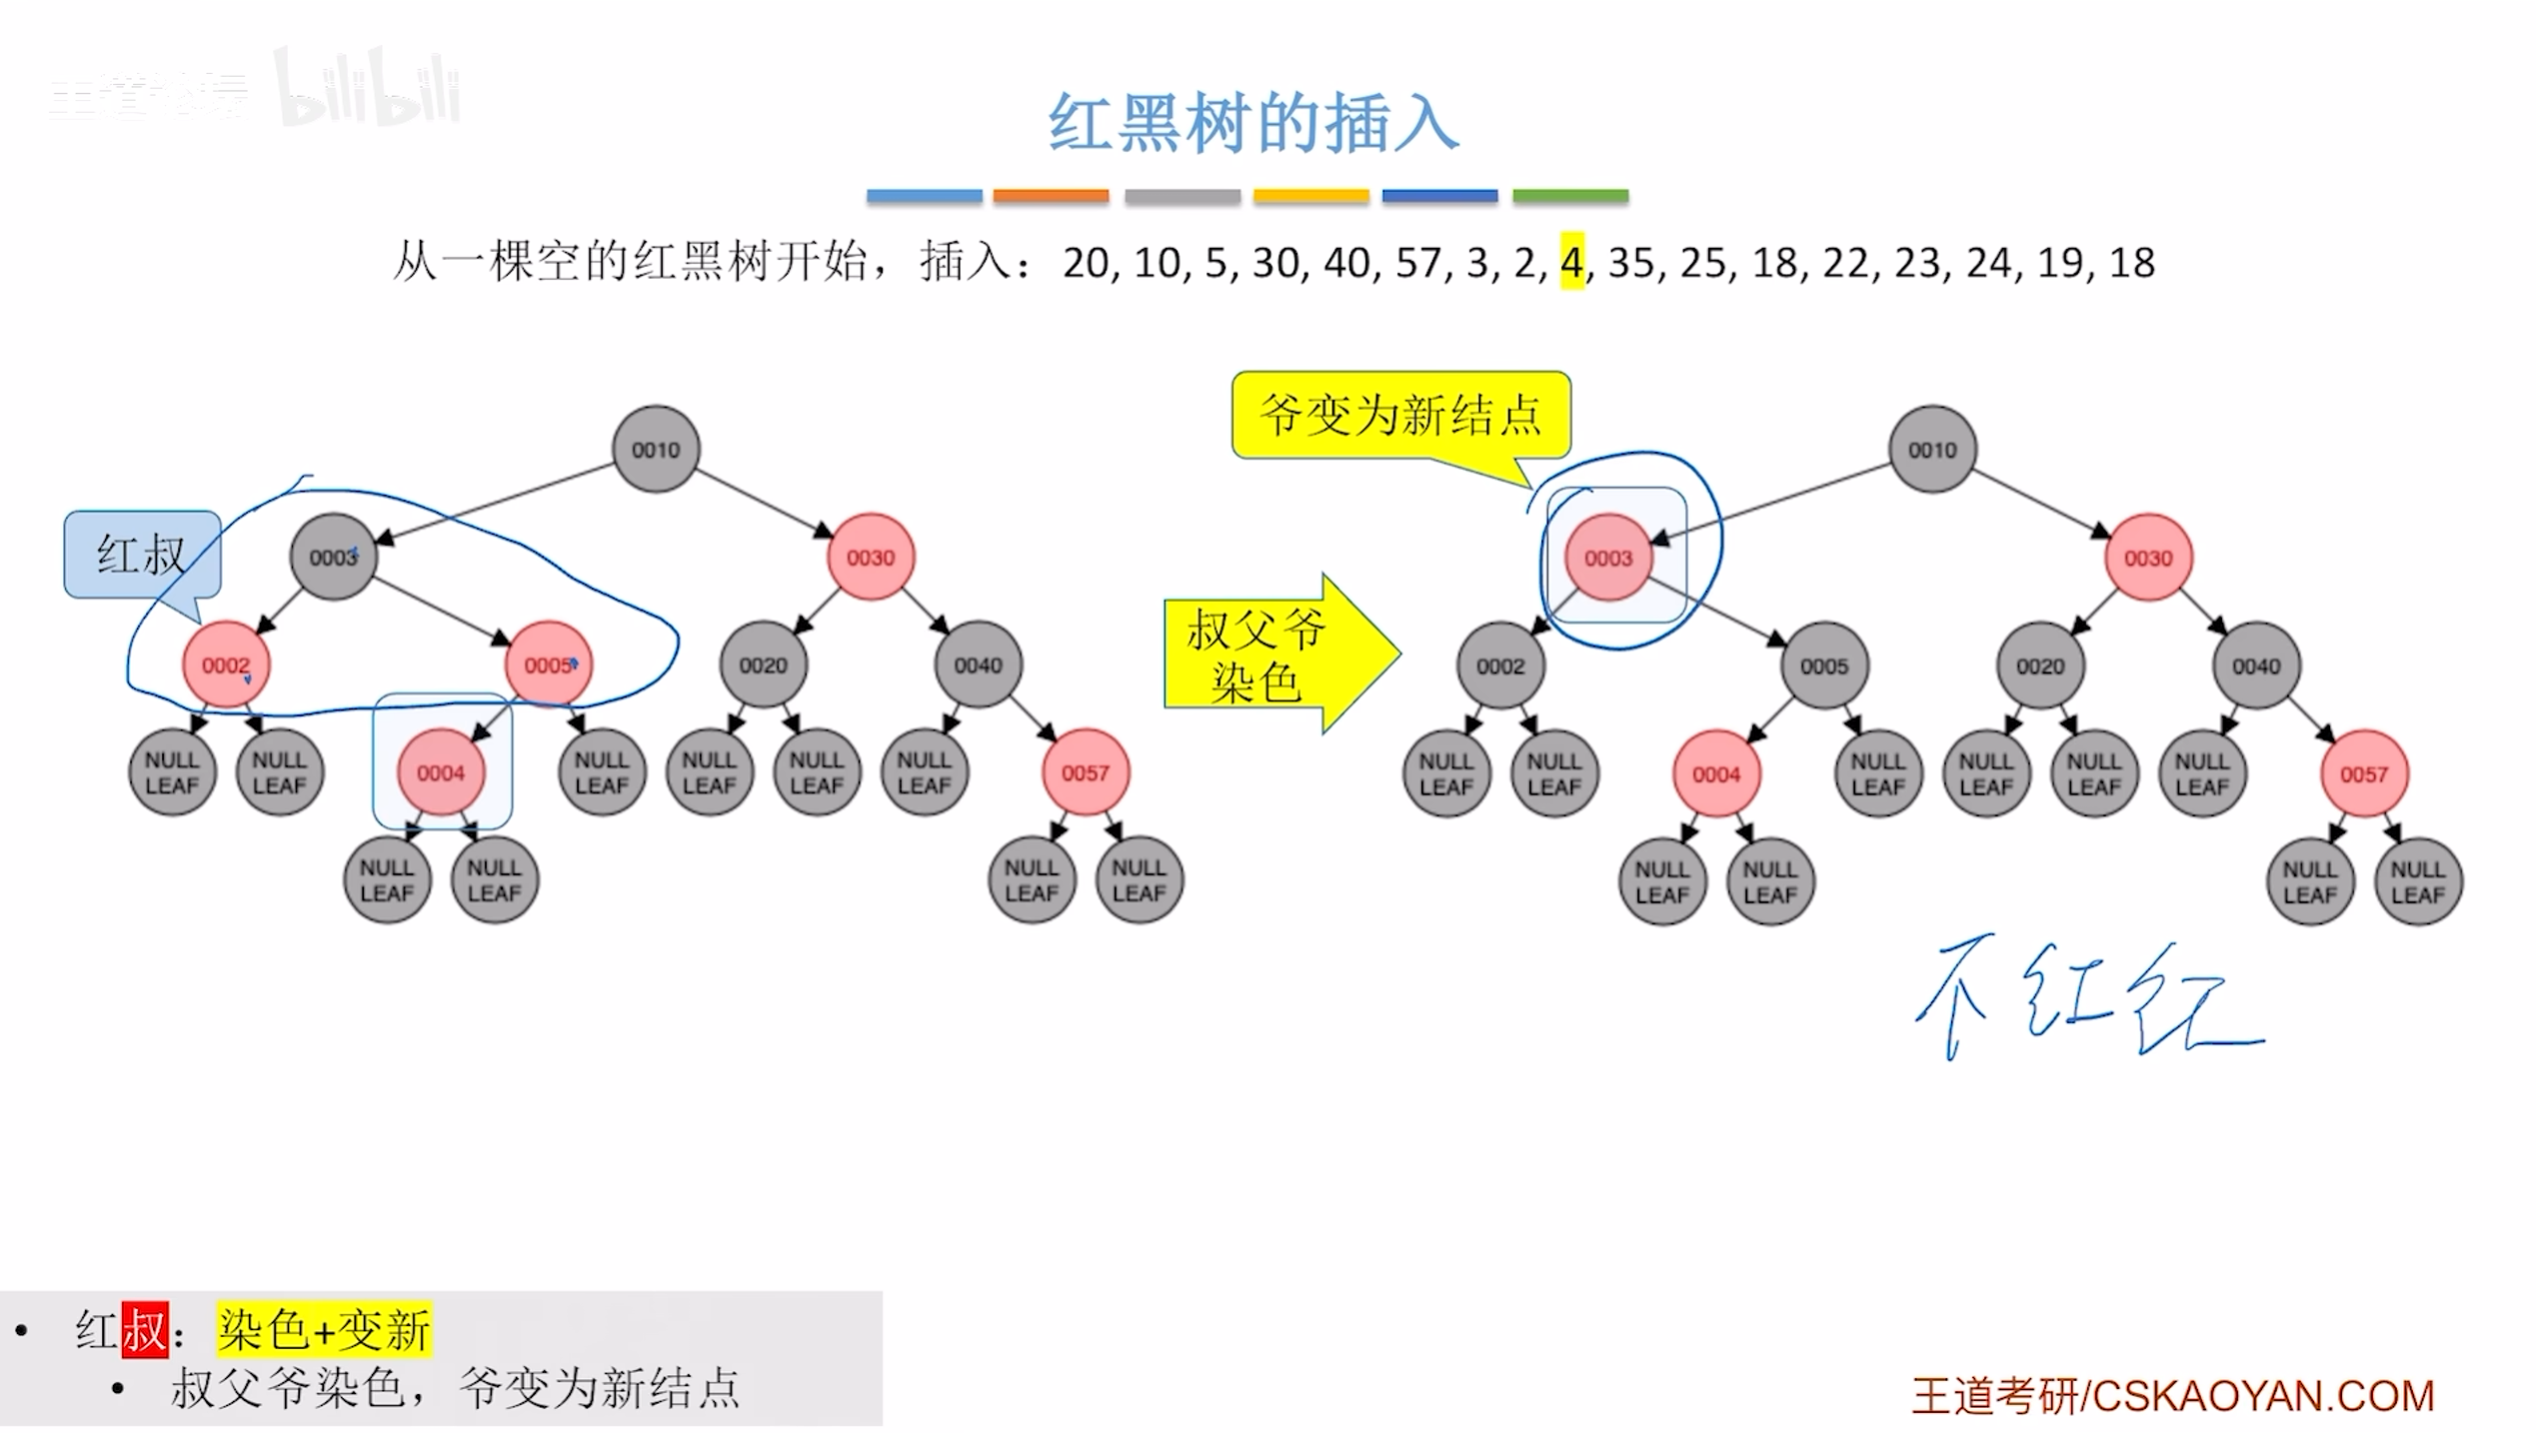 王道论坛 bilibili
红黑树的插入
从一棵空的红黑树开始，插入：20, 10, 5, 30, 40, 57, 3, 2, 4, 35, 25, 18, 22, 23, 24, 19, 18
爷变为新结点
红叔
0010
0003
0030
0002
0005
0020
0040
NULL LEAF
NULL LEAF
0004
NULL LEAF
NULL LEAF
NULL LEAF
NULL LEAF
0057
NULL LEAF
NULL LEAF
NULL LEAF
NULL LEAF
叔父爷
染色
0010
0003
0030
0002
0005
0020
0040
NULL LEAF
NULL LEAF
0004
NULL LEAF
NULL LEAF
NULL LEAF
NULL LEAF
0057
NULL LEAF
NULL LEAF
NULL LEAF
NULL LEAF
不红红
• 红叔：染色+变新
• 叔父爷染色，爷变为新结点
王道考研/CSKAOYAN.COM